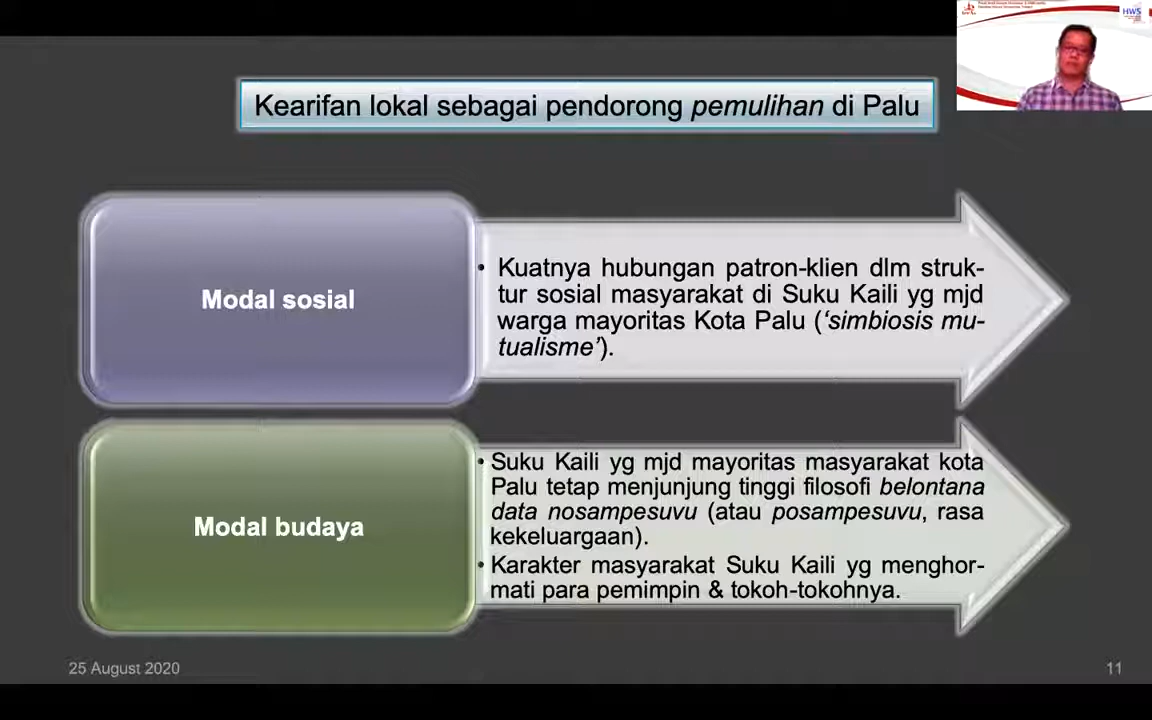 HWS
Kearifan lokal sebagai pendorong pemulihan di Palu
Modal sosial
• Kuatnya hubungan patron-klien dlm struk-
tur sosial masyarakat di Suku Kaili yg mjd
warga mayoritas Kota Palu (‘simbiosis mu-
tualisme’).
Modal budaya
• Suku Kaili yg mjd mayoritas masyarakat kota
Palu tetap menjunjung tinggi filosofi belontana
data nosampesuvu (atau posampesuvu, rasa
kekeluargaan).
• Karakter masyarakat Suku Kaili yg menghor-
mati para pemimpin & tokoh-tokohnya.
25 August 2020
11